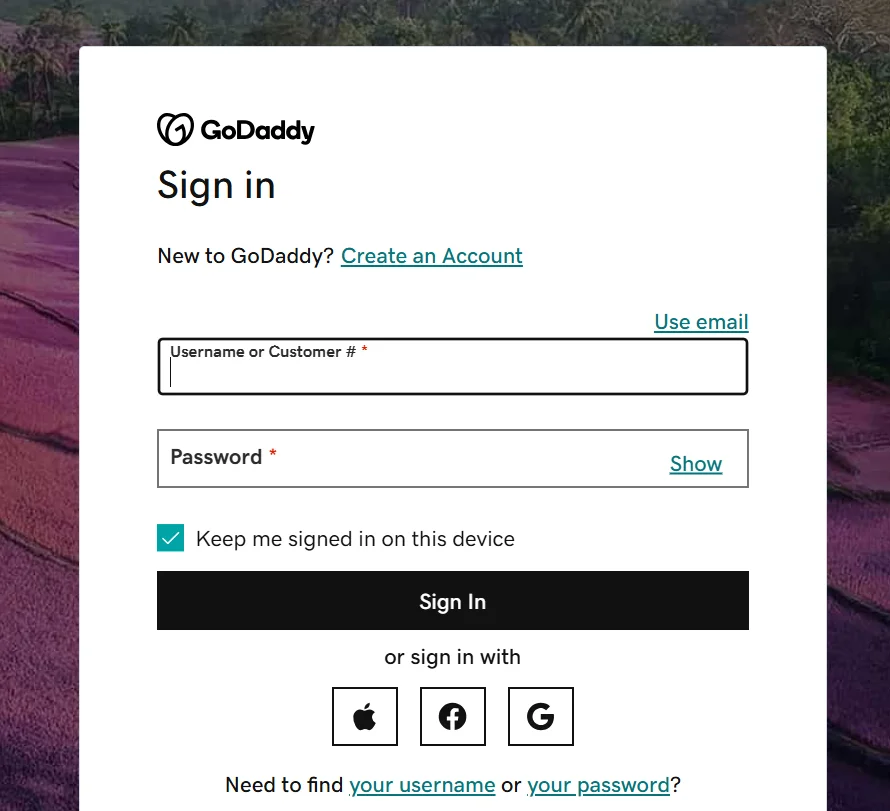 GoDaddy
Sign in
New to GoDaddy? Create an Account
Use email
Username or Customer # *
Password *
Show
Keep me signed in on this device
Sign In
or sign in with
Need to find your username or your password?